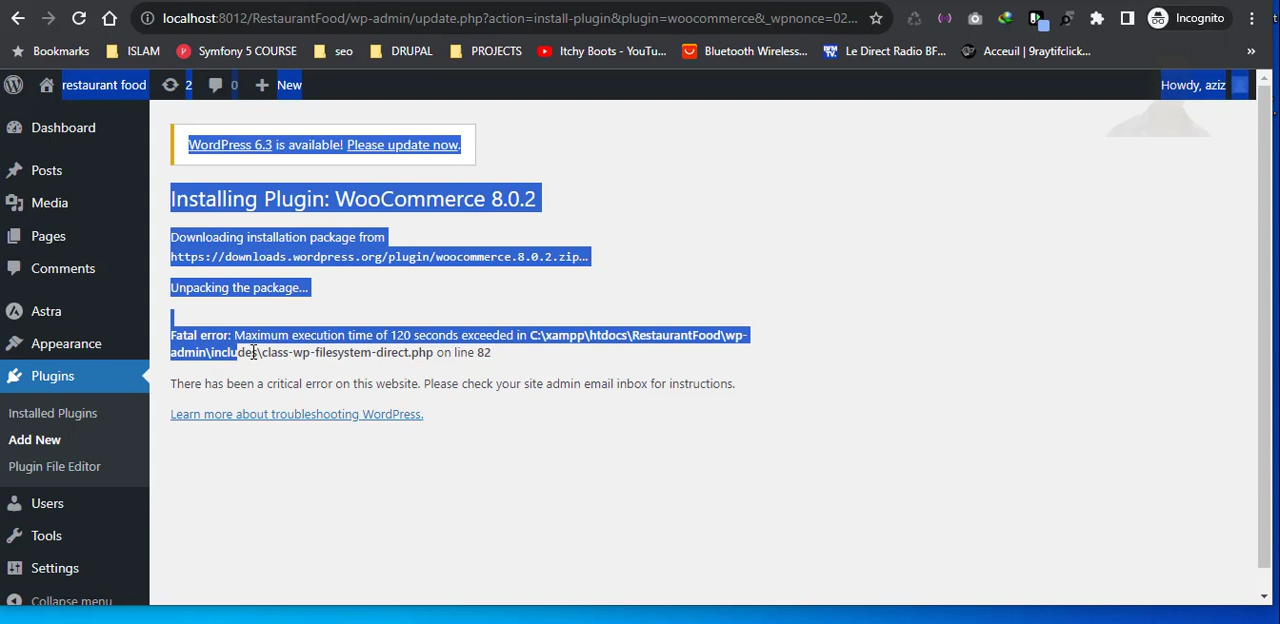 localhost:8012/RestaurantFood/wp-admin/update.php?action=install-plugin&plugin=woocommerce&_wpnonce=02...
Incognito
Bookmarks
ISLAM
Symfony 5 COURSE
seo
DRUPAL
PROJECTS
Itchy Boots - YouTu...
Bluetooth Wireless...
Le Direct Radio BF...
Acceuil | 9raytifclick...
»
restaurant food
2
0
New
Howdy, aziz
Dashboard
Posts
Media
Pages
Comments
Astra
Appearance
Plugins
Installed Plugins
Add New
Plugin File Editor
Users
Tools
Settings
Collapse menu
WordPress 6.3 is available! Please update now.
Installing Plugin: WooCommerce 8.0.2
Downloading installation package from
https://downloads.wordpress.org/plugin/woocommerce.8.0.2.zip…
Unpacking the package…
Fatal error: Maximum execution time of 120 seconds exceeded in C:\xampp\htdocs\RestaurantFood\wp-
admin\includes\class-wp-filesystem-direct.php on line 82
There has been a critical error on this website. Please check your site admin email inbox for instructions.
Learn more about troubleshooting WordPress.